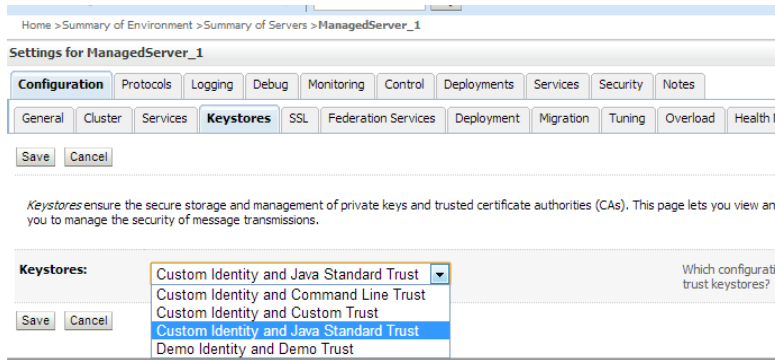 Home >Summary of Environment >Summary of Servers >ManagedServer_1
Settings for ManagedServer_1
Configuration Protocols Logging Debug Monitoring Control Deployments Services Security Notes
General Cluster Services Keystores SSL Federation Services Deployment Migration Tuning Overload Health
Save Cancel
Keystores ensure the secure storage and management of private keys and trusted certificate authorities (CAs). This page lets you view an
you to manage the security of message transmissions.
Keystores: Custom Identity and Java Standard Trust Which configurati
trust keystores?
Custom Identity and Command Line Trust
Custom Identity and Custom Trust
Custom Identity and Java Standard Trust
Demo Identity and Demo Trust
Save Cancel